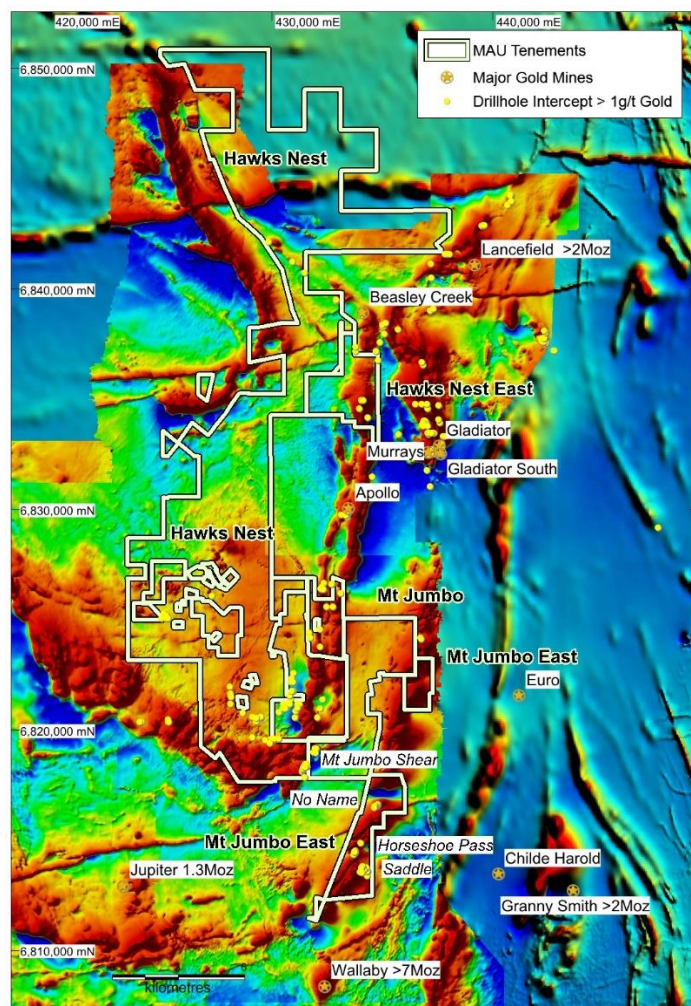 420,000 mE
430,000 mE
440,000 mE
MAU Tenements
Major Gold Mines
Drillhole Intercept > 1g/t Gold
6,850,000 mN
Hawks Nest
Lancefield >2Moz
6,840,000 mN
Beasley Creek
Hawks Nest East
Gladiator
Murrays
Gladiator South
Apollo
6,830,000 mN
Hawks Nest
Mt Jumbo
Mt Jumbo East
Euro
6,820,000 mN
Mt Jumbo Shear
No Name
Mt Jumbo East
Horseshoe Pass
Childe Harold
Jupiter 1.3Moz
Saddle
Granny Smith >2Moz
6,810,000 mN
Wallaby >7Moz
kilometres